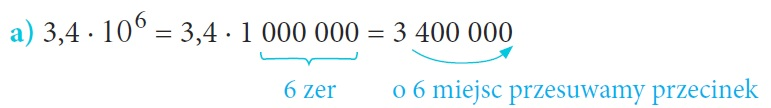 a) 3,4 · 10⁶ = 3,4 · 1 000 000 = 3 400 000
6 zer o 6 miejsc przesuwamy przecinek